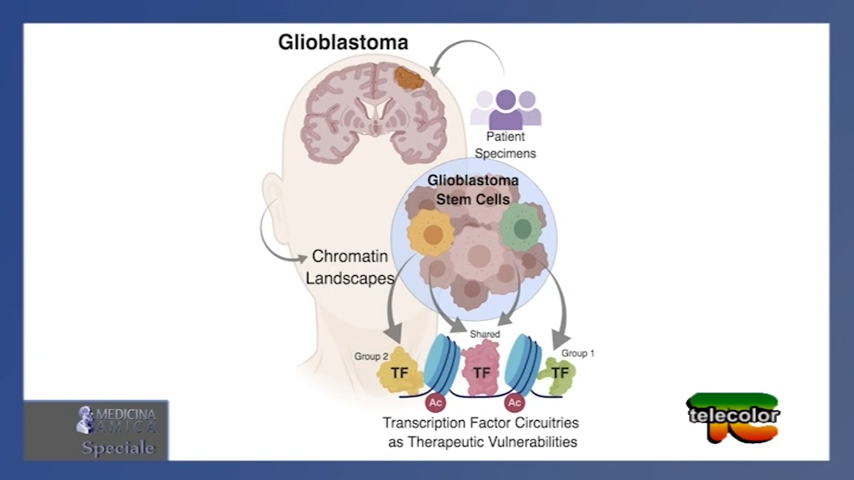 Glioblastoma
Patient
Specimens
Glioblastoma
Stem Cells
Chromatin
Landscapes
Shared
Group 2
Group 1
TF
TF
TF
Ac
Ac
Transcription Factor Circuitries
as Therapeutic Vulnerabilities
MEDICINA
AMICA
Speciale
telecolor